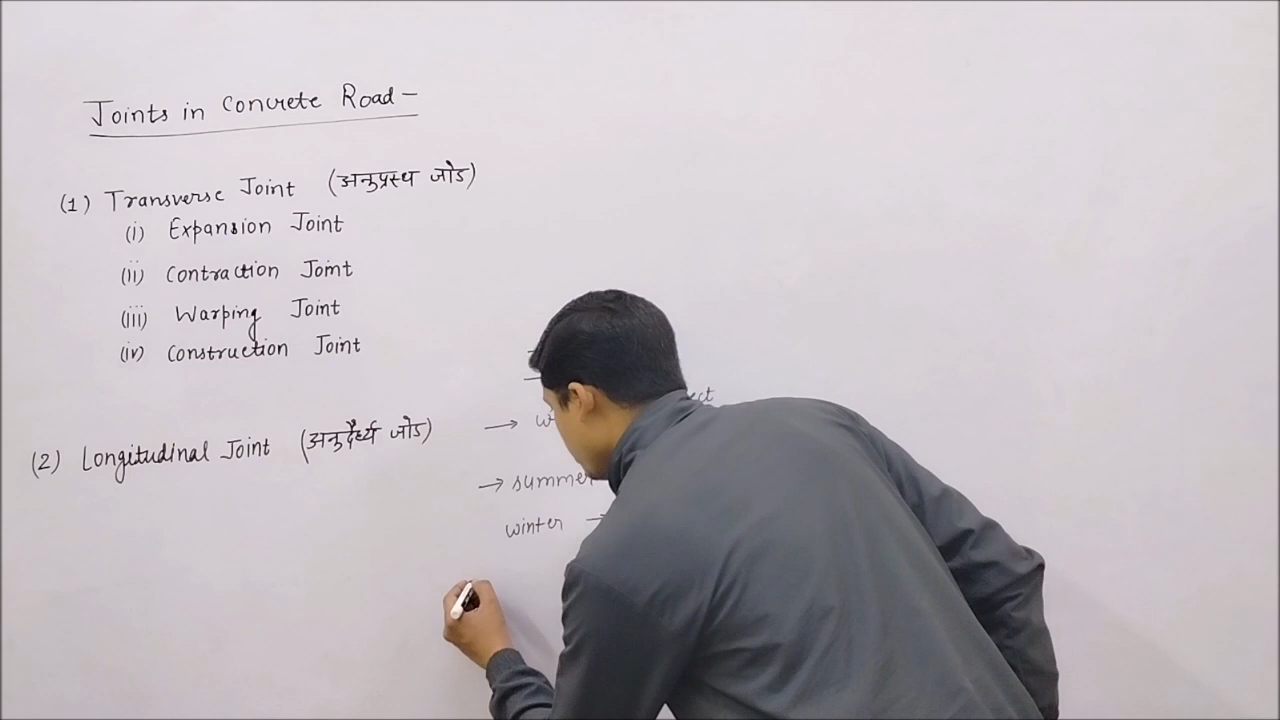 Joints in Concrete Road –
(1) Transverse Joint (अनुप्रस्थ जोड)
(i) Expansion Joint
(ii) Contraction Joint
(iii) Warping Joint
(iv) Construction Joint
(2) Longitudinal Joint (अनुदैर्ध्य जोड)
→
→ summer
winter →